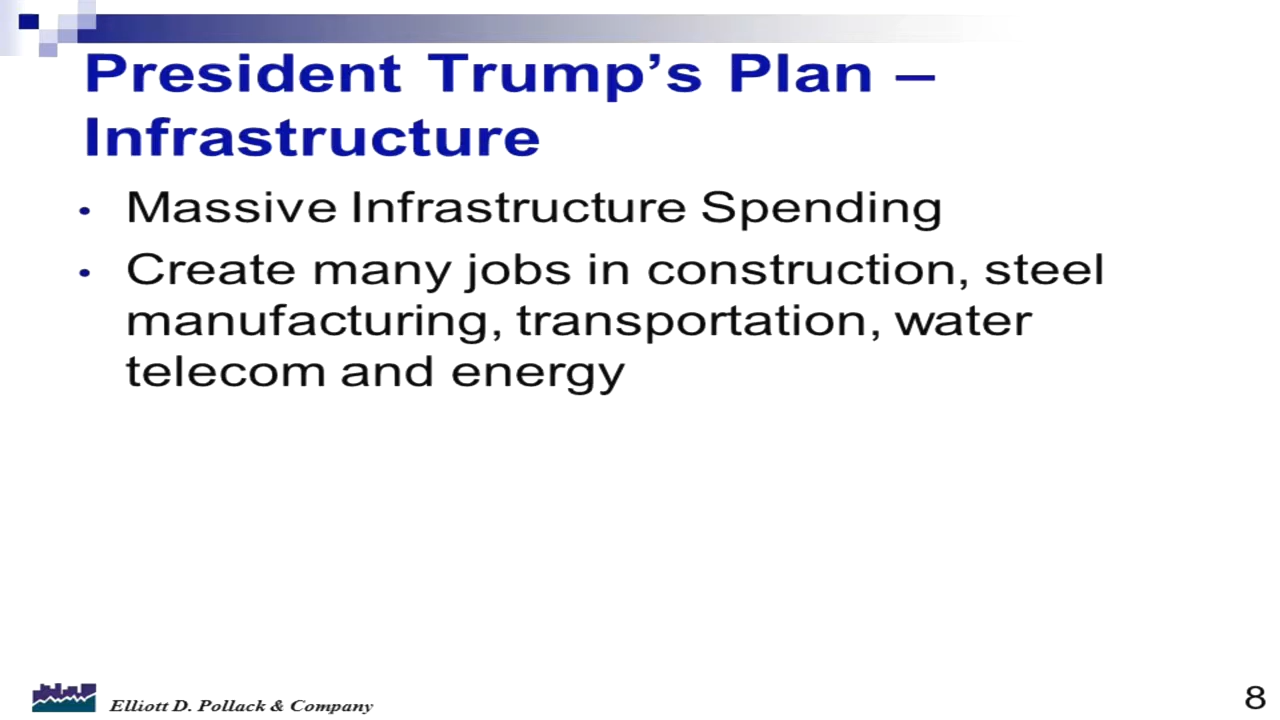 President Trump’s Plan –
Infrastructure
• Massive Infrastructure Spending
• Create many jobs in construction, steel
manufacturing, transportation, water
telecom and energy
Elliott D. Pollack & Company
8